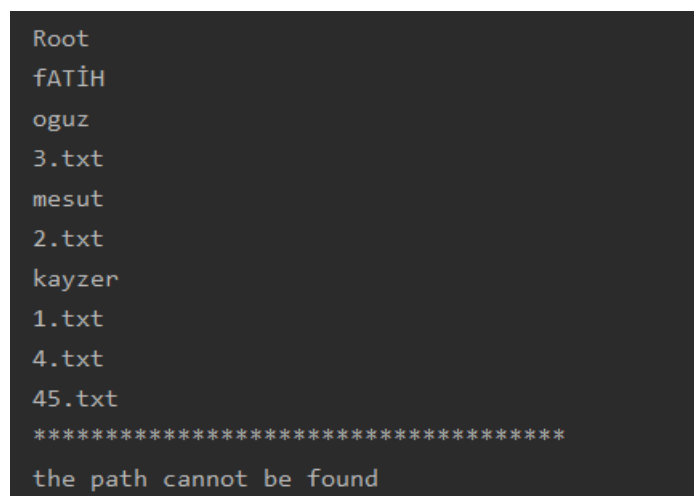 Root
fATİH
oguz
3.txt
mesut
2.txt
kayzer
1.txt
4.txt
45.txt
*************************************
the path cannot be found